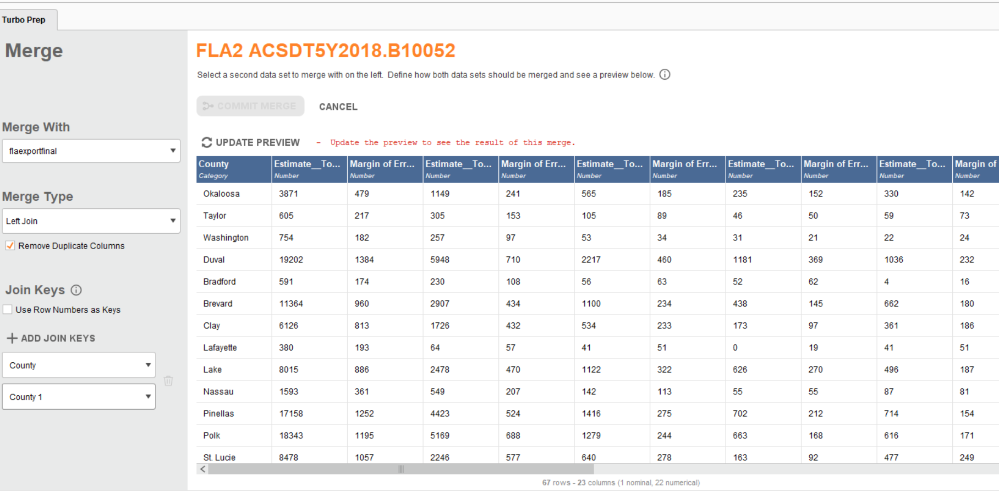 Turbo Prep
Merge
Merge With
flaexportfinal
Merge Type
Left Join
Remove Duplicate Columns
Join Keys
Use Row Numbers as Keys
ADD JOIN KEYS
County
County 1
FLA2 ACSDT5Y2018.B10052
Select a second data set to merge with on the left. Define how both data sets should be merged and see a preview below.
COMMIT MERGE CANCEL
UPDATE PREVIEW - Update the preview to see the result of this merge.
County Estimate__To... Margin of Err... Estimate__To... Margin of Err... Estimate__To... Margin of Err... Estimate__To... Margin of Err... Estimate__To... Margin of
Category Number Number Number Number Number Number Number Number Number Number
Okaloosa 3871 479 1149 241 565 185 235 152 330 142
Taylor 605 217 305 153 105 89 46 50 59 73
Washington 754 182 257 97 53 34 31 21 22 24
Duval 19202 1384 5948 710 2217 460 1181 369 1036 232
Bradford 591 174 230 108 56 63 52 62 4 16
Brevard 11364 960 2907 434 1100 234 438 145 662 180
Clay 6126 813 1726 432 534 233 173 97 361 186
Lafayette 380 193 64 57 41 51 0 19 41 51
Lake 8015 886 2478 470 1122 322 626 270 496 187
Nassau 1593 361 549 207 142 113 55 55 87 81
Pinellas 17158 1252 4423 524 1416 275 702 212 714 154
Polk 18343 1195 5169 688 1279 244 663 168 616 171
St. Lucie 8478 1057 2246 577 640 278 163 92 477 249
67 rows - 23 columns (1 nominal, 22 numerical)